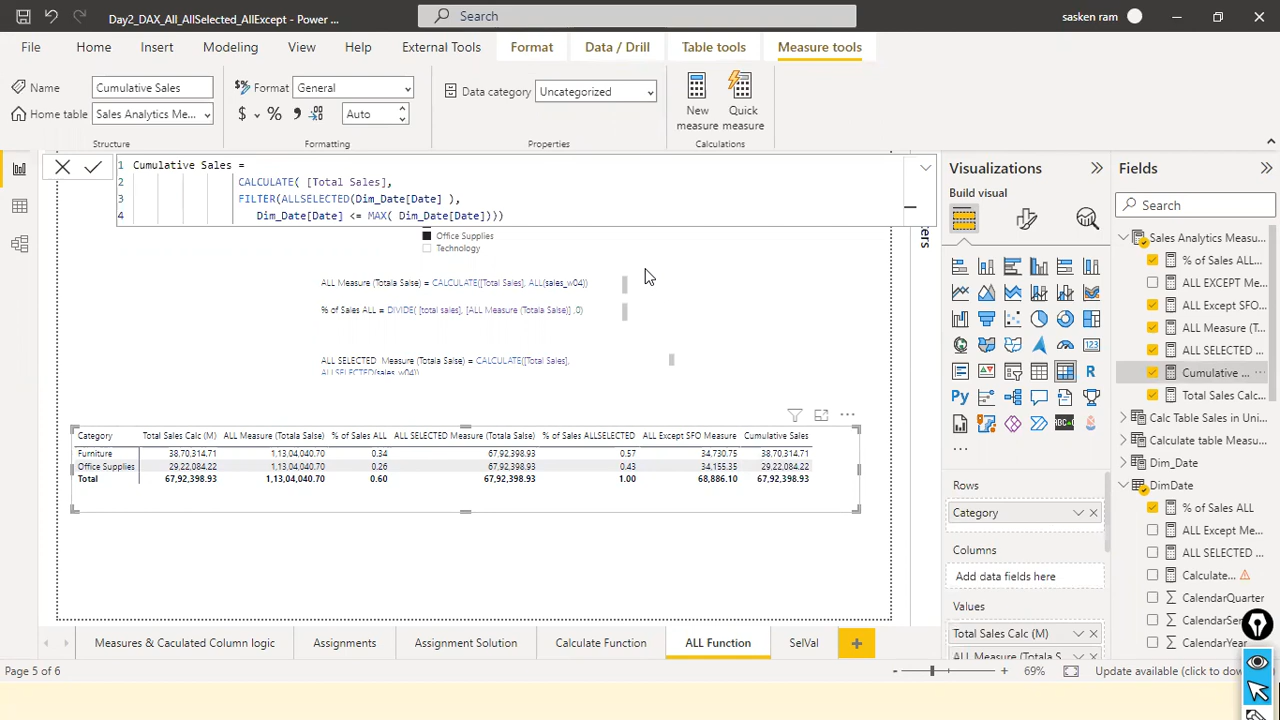 Day2_DAX_All_AllSelected_AllExcept - Power ...
Search
sasken ram
File Home Insert Modeling View Help External Tools Format Data / Drill Table tools Measure tools
Name Cumulative Sales
Home table Sales Analytics Me...
Structure
Format General
$ % Auto
Formatting
Data category Uncategorized
Properties
New measure
Quick measure
Calculations
1 Cumulative Sales =
2 CALCULATE( [Total Sales],
3 FILTER(ALLSELECTED(Dim_Date[Date] ),
4 Dim_Date[Date] <= MAX( Dim_Date[Date])))
Office Supplies
Technology
ALL Measure (Totala Salse) = CALCULATE([Total Sales], ALL(sales_w04))
% of Sales ALL = DIVIDE( [total sales], [ALL Measure (Totala Salse)] ,0)
ALL SELECTED Measure (Totala Salse) = CALCULATE([Total Sales],
ALLSELECTED(sales_w04))
Category Total Sales Calc (M) ALL Measure (Totala Salse) % of Sales ALL ALL SELECTED Measure (Totala Salse) % of Sales ALLSELECTED ALL Except SFO Measure Cumulative Sales
Furniture 38,70,314.71 1,13,04,040.70 0.34 67,92,398.93 0.57 34,730.75 38,70,314.71
Office Supplies 29,22,084.22 1,13,04,040.70 0.26 67,92,398.93 0.43 34,155.35 29,22,084.22
Total 67,92,398.93 1,13,04,040.70 0.60 67,92,398.93 1.00 68,886.10 67,92,398.93
Visualizations
Build visual
R
Py
123
Rows
Category
Columns
Add data fields here
Values
Total Sales Calc (M)
ALL Measure (Totala S
Fields
Search
Sales Analytics Measu...
% of Sales ALL...
ALL EXCEPT Me...
ALL Except SFO...
ALL Measure (T...
ALL SELECTED ...
Cumulative ...
Total Sales Calc...
Calc Table Sales in Uni...
Calculate table Measu...
Dim_Date
DimDate
% of Sales ALL
ALL Except Me...
ALL SELECTED ...
Calculate...
CalendarQuarter
CalendarSer
CalendarYear
Measures & Caculated Column logic Assignments Assignment Solution Calculate Function ALL Function SelVal
Page 5 of 6
69%
Update available (click to dow